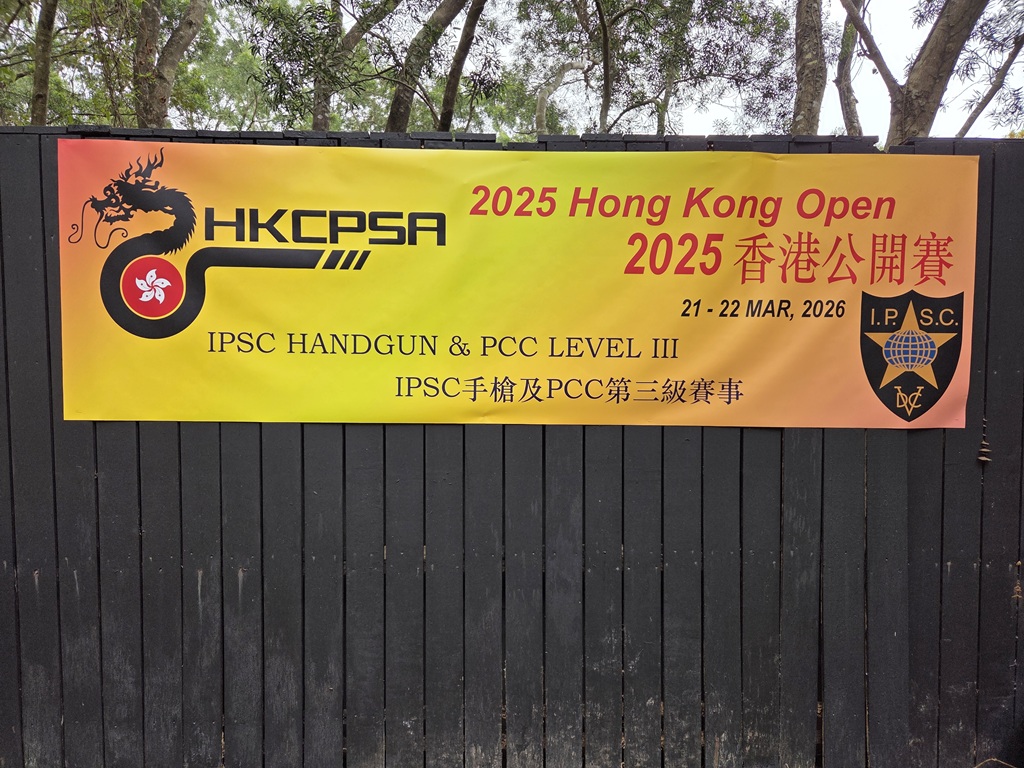 HKCPSA
2025 Hong Kong Open
2025 香港公開賽
21 - 22 MAR, 2026
IPSC HANDGUN & PCC LEVEL III
IPSC手槍及PCC第三級賽事
I.P.S.C.
DVC